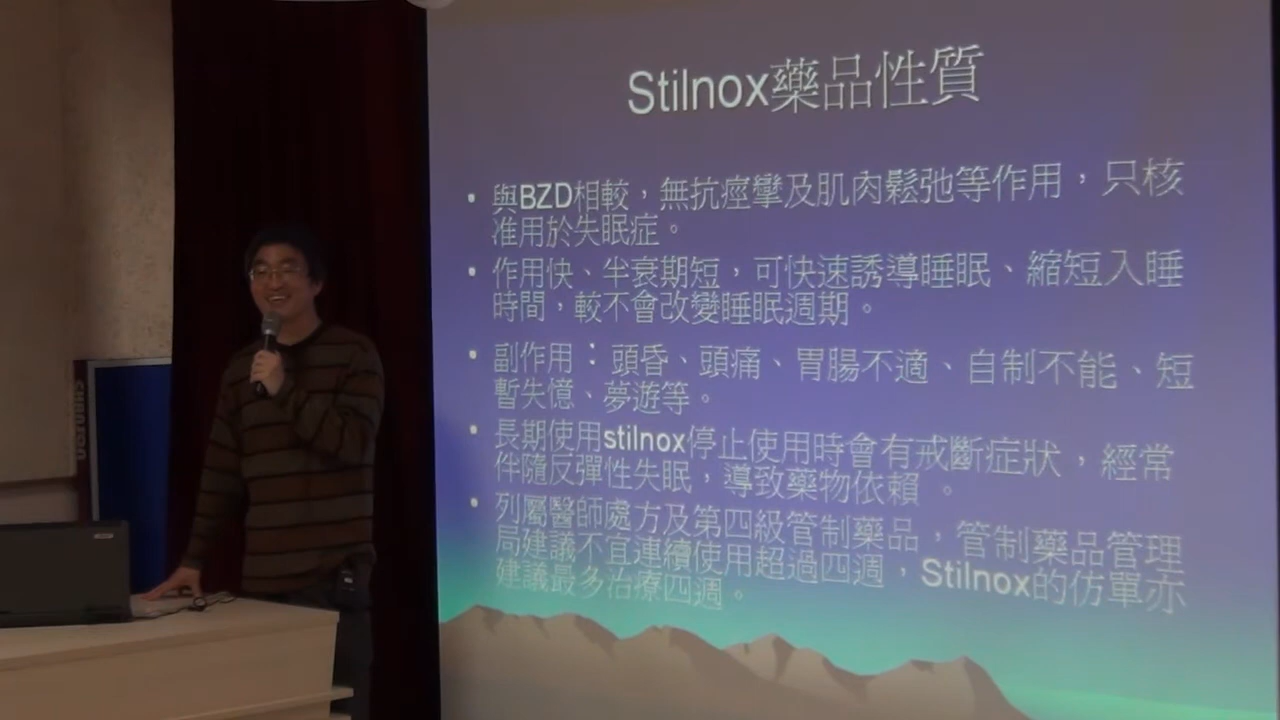 Stilnox藥品性質
• 與BZD相較，無抗痙攣及肌肉鬆弛等作用，只核
准用於失眠症。
• 作用快、半衰期短，可快速誘導睡眠、縮短入睡
時間，較不會改變睡眠週期。
• 副作用：頭昏、頭痛、胃腸不適、自制不能、短
暫失憶、夢遊等。
• 長期使用stilnox停止使用時會有戒斷症狀，經常
伴隨反彈性失眠，導致藥物依賴。
• 列屬醫師處方及第四級管制藥品，管制藥品管理
局建議不宜連續使用超過四週，Stilnox的仿單亦
建議最多治療四週。